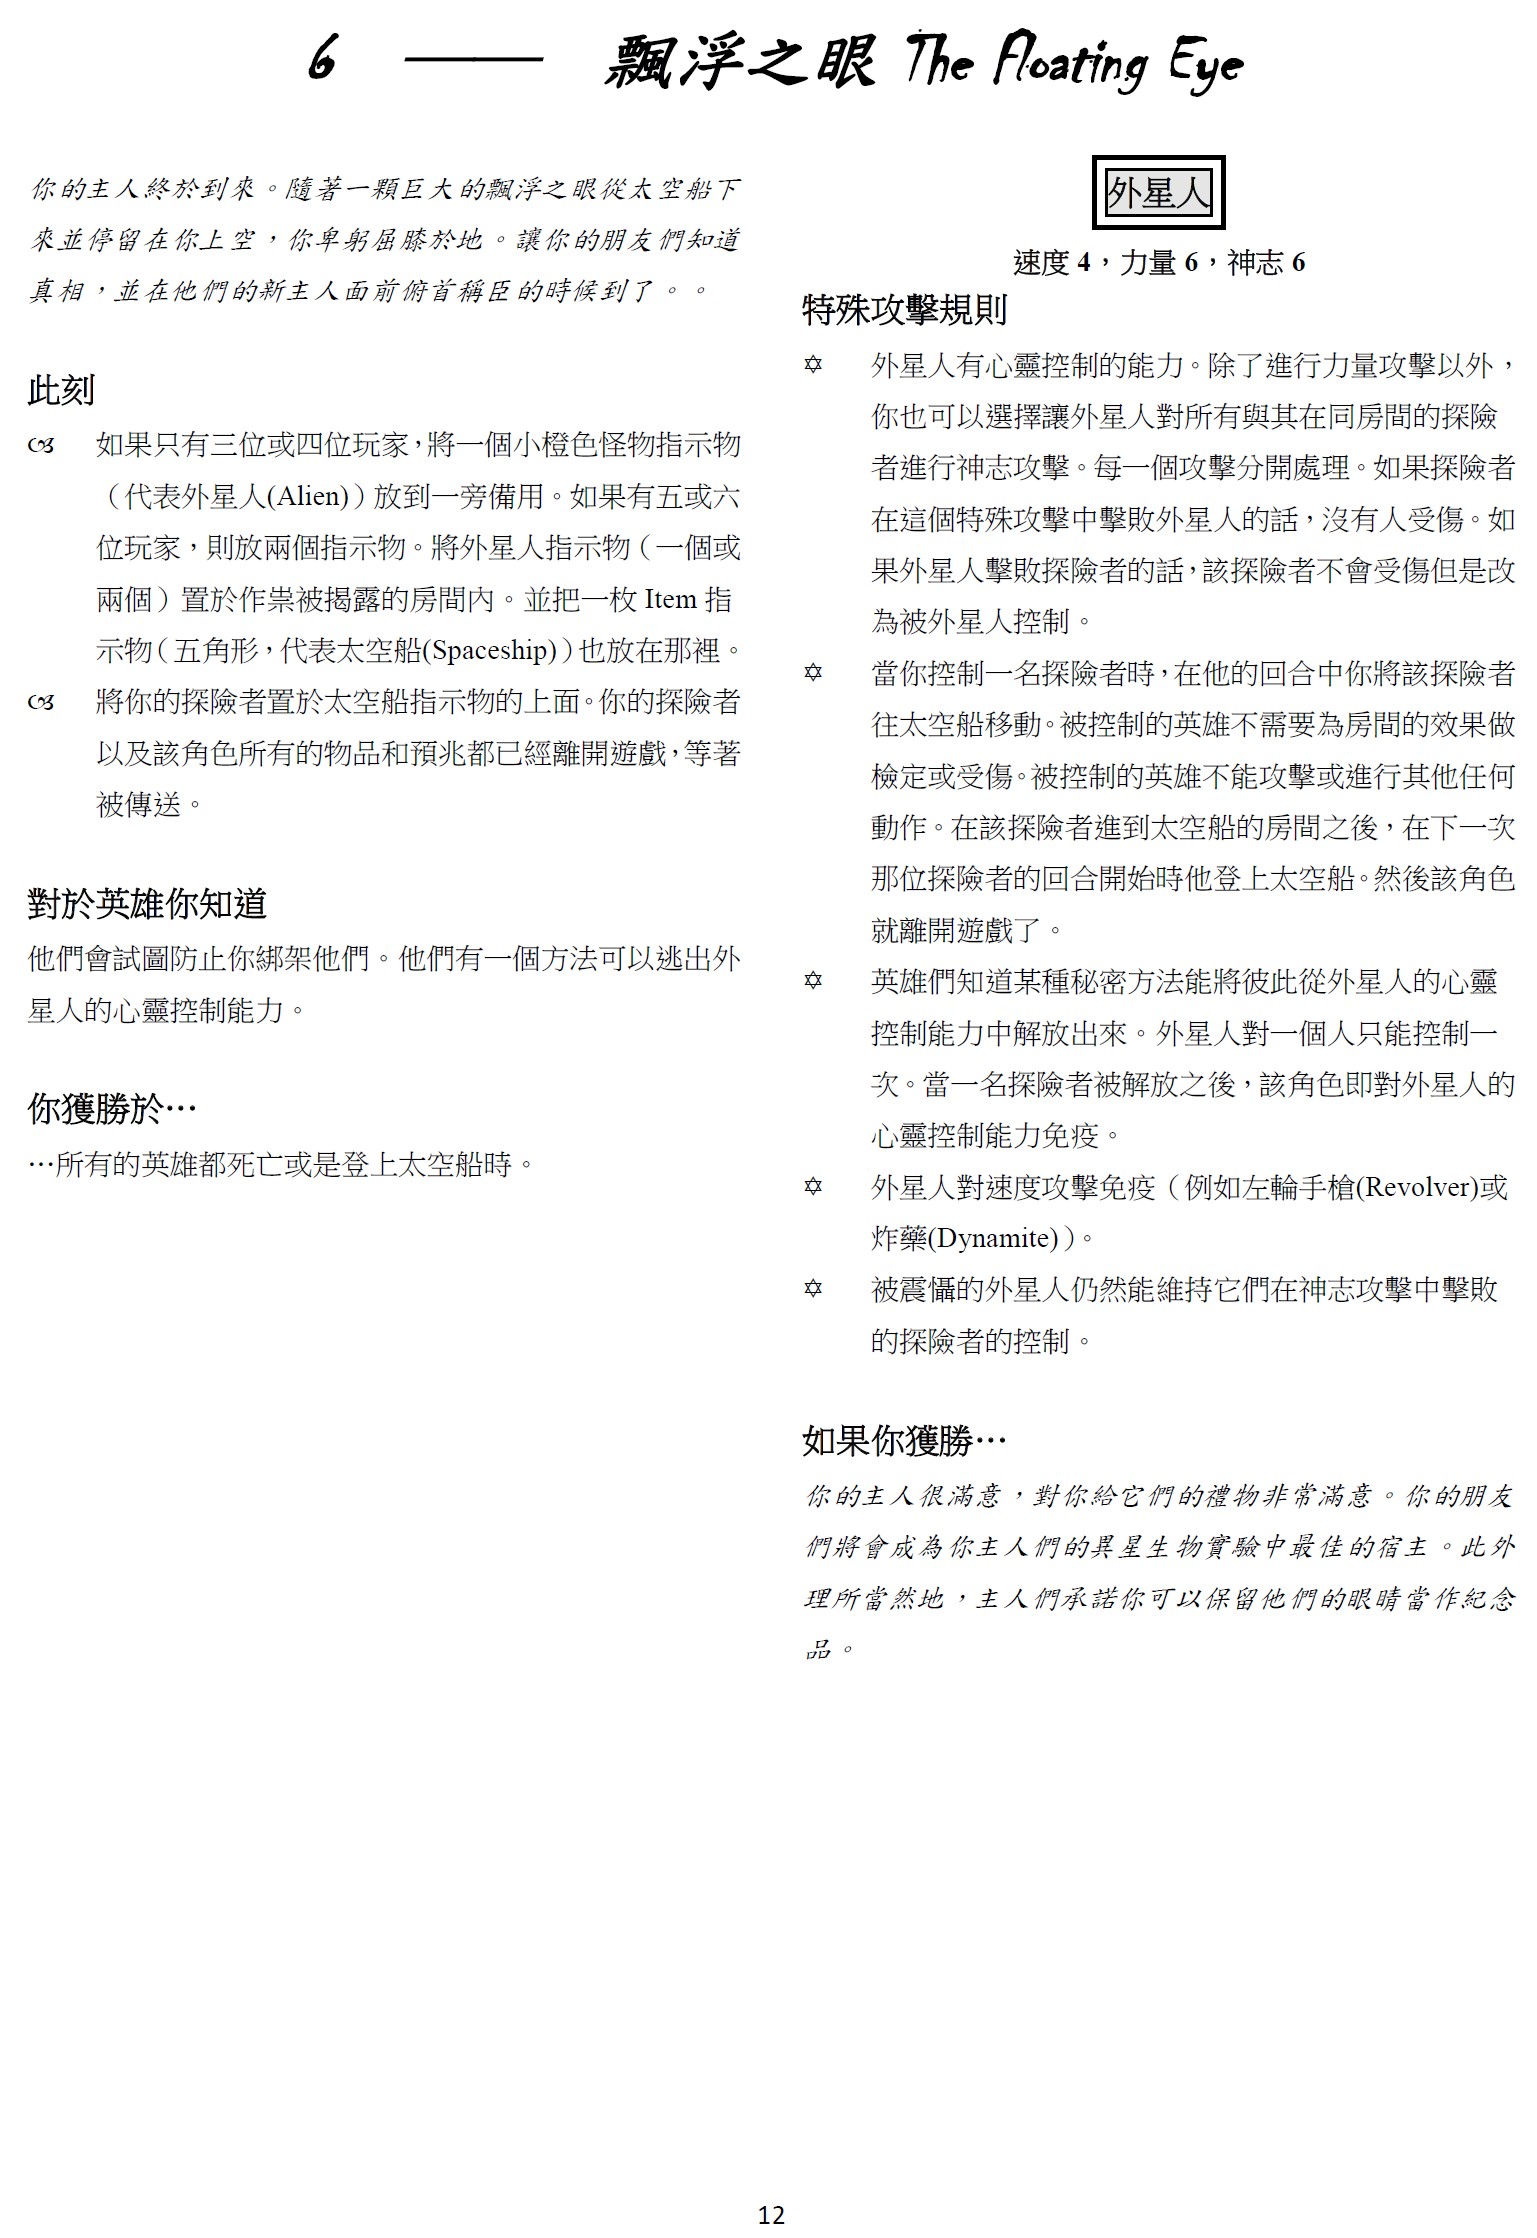 6 —— 飄浮之眼 The Floating Eye
你的主人終於到來。隨著一顆巨大的飄浮之眼從太空船下
來並停留在你上空，你卑躬屈膝於地。讓你的朋友們知道
真相，並在他們的新主人面前俯首稱臣的時候到了。。
此刻
如果只有三位或四位玩家，將一個小橙色怪物指示物
（代表外星人(Alien)）放到一旁備用。如果有五或六
位玩家，則放兩個指示物。將外星人指示物（一個或
兩個）置於作祟被揭露的房間內。並把一枚 Item 指
示物（五角形，代表太空船(Spaceship)）也放在那裡。
將你的探險者置於太空船指示物的上面。你的探險者
以及該角色所有的物品和預兆都已經離開遊戲，等著
被傳送。
對於英雄你知道
他們會試圖防止你綁架他們。他們有一個方法可以逃出外
星人的心靈控制能力。
你獲勝於…
…所有的英雄都死亡或是登上太空船時。
外星人
速度 4，力量 6，神志 6
特殊攻擊規則
✡ 外星人有心靈控制的能力。除了進行力量攻擊以外，
你也可以選擇讓外星人對所有與其在同房間的探險
者進行神志攻擊。每一個攻擊分開處理。如果探險者
在這個特殊攻擊中擊敗外星人的話，沒有人受傷。如
果外星人擊敗探險者的話，該探險者不會受傷但是改
為被外星人控制。
✡ 當你控制一名探險者時，在他的回合中你將該探險者
往太空船移動。被控制的英雄不需要為房間的效果做
檢定或受傷。被控制的英雄不能攻擊或進行其他任何
動作。在該探險者進到太空船的房間之後，在下一次
那位探險者的回合開始時他登上太空船。然後該角色
就離開遊戲了。
✡ 英雄們知道某種秘密方法能將彼此從外星人的心靈
控制能力中解放出來。外星人對一個人只能控制一
次。當一名探險者被解放之後，該角色即對外星人的
心靈控制能力免疫。
✡ 外星人對速度攻擊免疫（例如左輪手槍(Revolver)或
炸藥(Dynamite)）。
✡ 被震懾的外星人仍然能維持它們在神志攻擊中擊敗
的探險者的控制。
如果你獲勝…
你的主人很滿意，對你給它們的禮物非常滿意。你的朋友
們將會成為你主人們的異星生物實驗中最佳的宿主。此外
理所當然地，主人們承諾你可以保留他們的眼睛當作紀念
品。
12